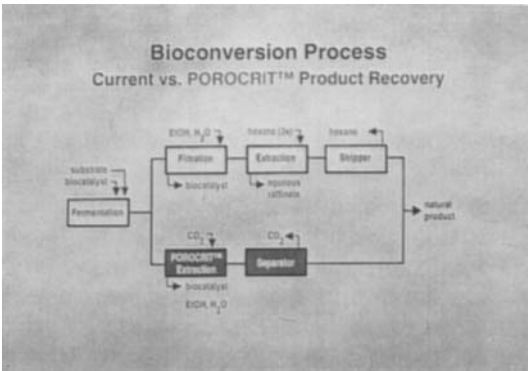 Bioconversion Process
Current vs. POROCRIT™ Product Recovery
EtOH, H₂O
hexane (2x)
hexane
Filtration
Extraction
Stripper
substrate
biocatalyst
biocatalyst
aqueous
raffinate
Fermentation
natural
product
CO₂
CO₂
POROCRIT™
Extraction
Separator
biocatalyst
EtOH, H₂O